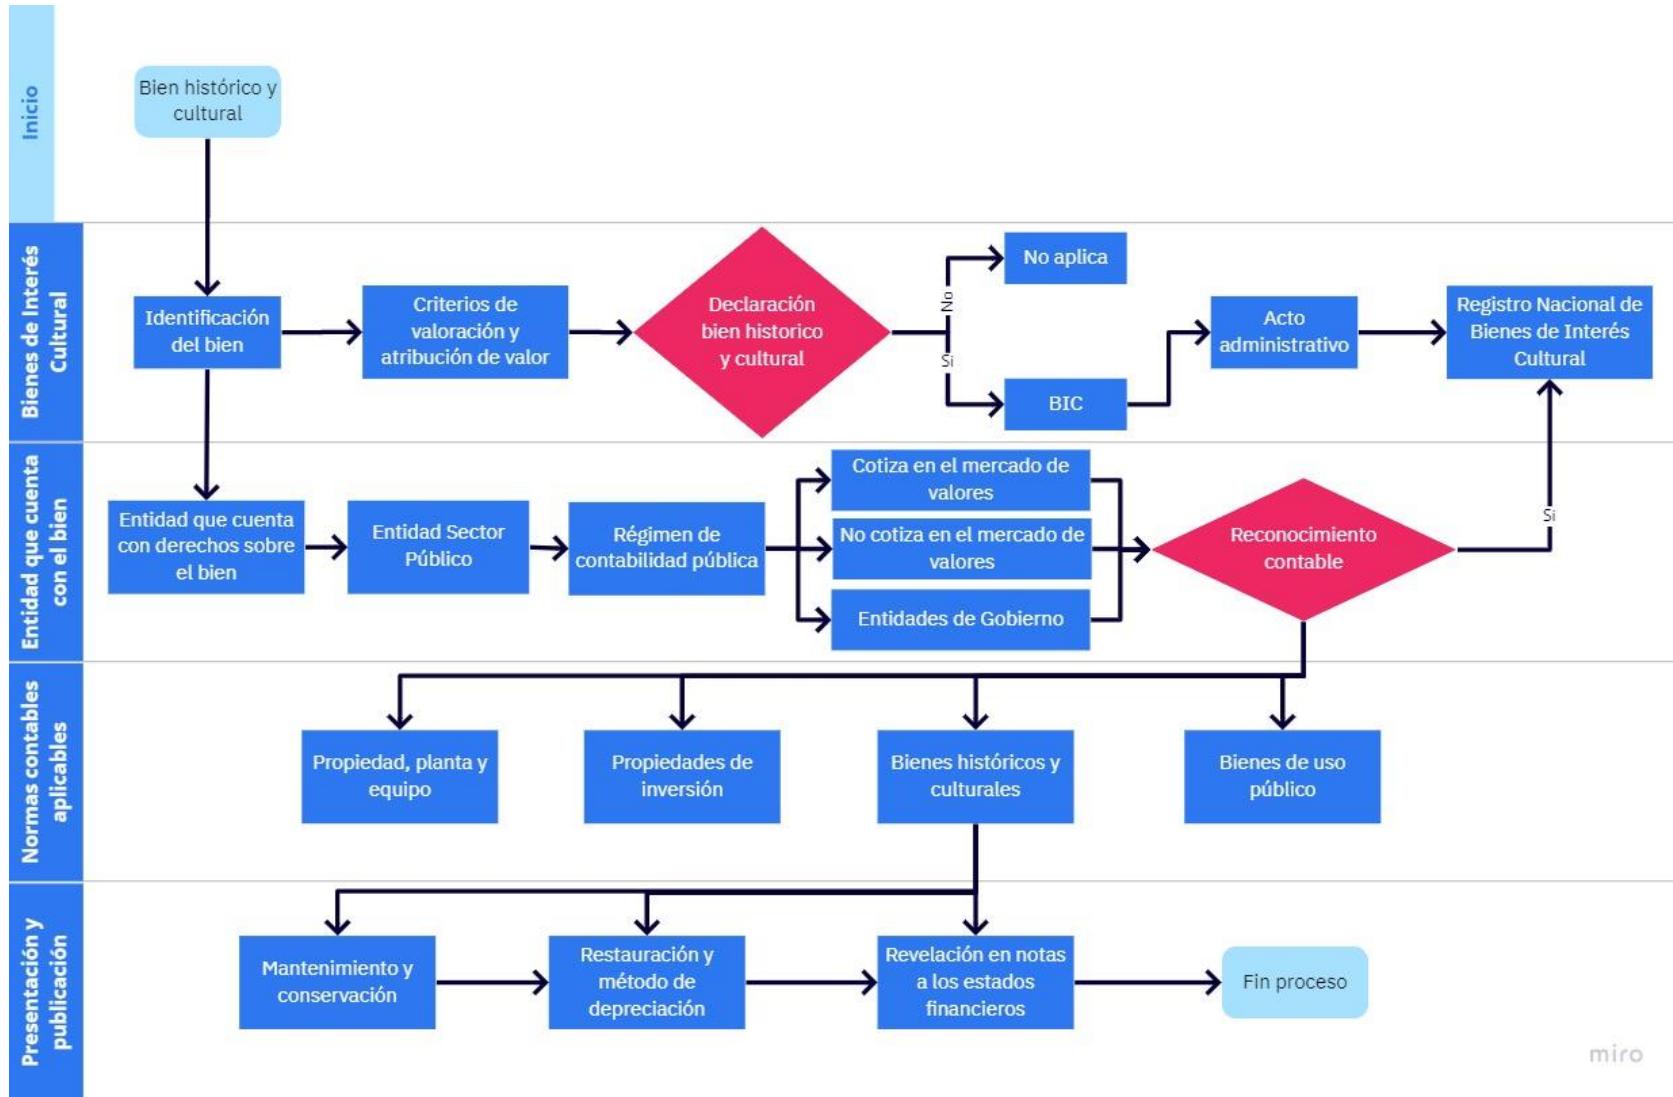 Inicio
Bien histórico y
cultural
Bienes de Interés
Cultural
Identificación
del bien
Criterios de
valoración y
atribución de valor
Declaración
bien historico
y cultural
No
Si
No aplica
BIC
Acto
administrativo
Registro Nacional de
Bienes de Interés
Cultural
Entidad que cuenta
con el bien
Entidad que cuenta
con derechos sobre
el bien
Entidad Sector
Público
Régimen de
contabilidad pública
Cotiza en el mercado de
valores
No cotiza en el mercado de
valores
Entidades de Gobierno
Reconocimiento
contable
Si
Normas contables
aplicables
Propiedad, planta y
equipo
Propiedades de
inversión
Bienes históricos y
culturales
Bienes de uso
público
Presentación y
publicación
Mantenimiento y
conservación
Restauración y
método de
depreciación
Revelación en notas
a los estados
financieros
Fin proceso
miro